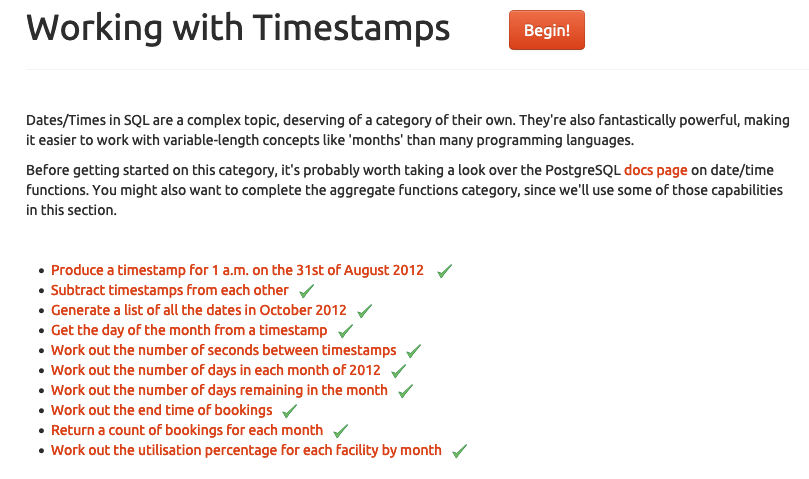 Working with Timestamps
Begin!
Dates/Times in SQL are a complex topic, deserving of a category of their own. They're also fantastically powerful, making
it easier to work with variable-length concepts like 'months' than many programming languages.
Before getting started on this category, it's probably worth taking a look over the PostgreSQL docs page on date/time
functions. You might also want to complete the aggregate functions category, since we'll use some of those capabilities
in this section.
Produce a timestamp for 1 a.m. on the 31st of August 2012
Subtract timestamps from each other
Generate a list of all the dates in October 2012
Get the day of the month from a timestamp
Work out the number of seconds between timestamps
Work out the number of days in each month of 2012
Work out the number of days remaining in the month
Work out the end time of bookings
Return a count of bookings for each month
Work out the utilisation percentage for each facility by month